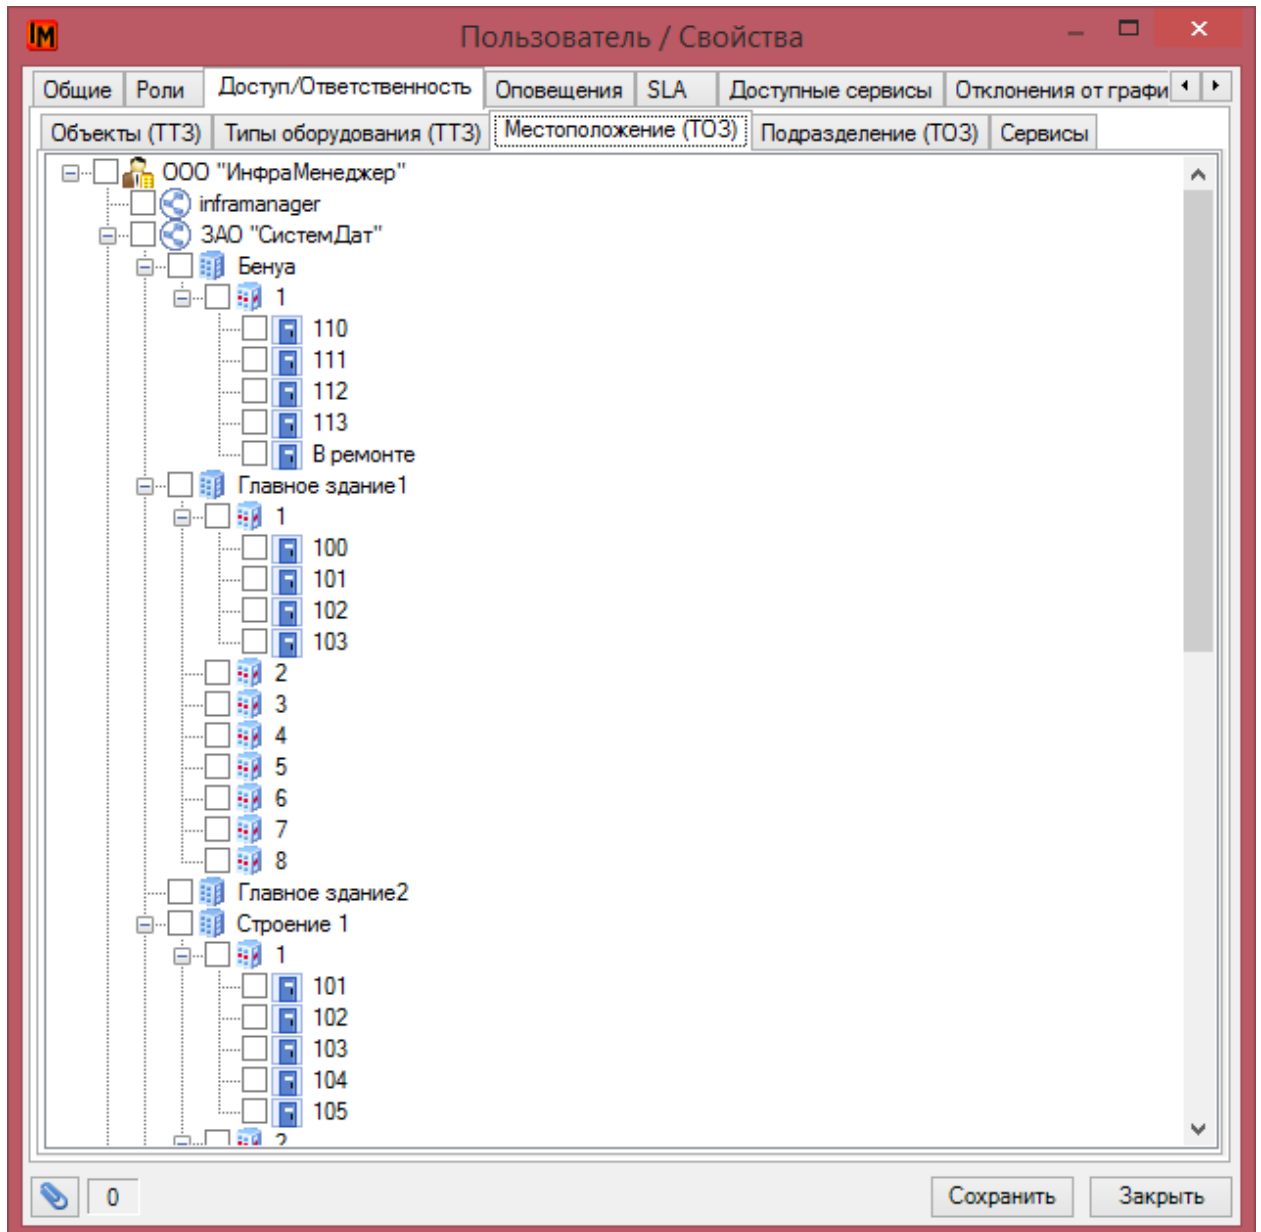 IM
Пользователь / Свойства
Общие Роли Доступ/Ответственность Оповещения SLA Доступные сервисы Отклонения от графи
Объекты (ТТЗ) Типы оборудования (ТТЗ) Местоположение (ТОЗ) Подразделение (ТОЗ) Сервисы
ООО "ИнфраМенеджер"
inframanager
ЗАО "СистемДат"
Бенуа
1
110
111
112
113
В ремонте
Главное здание1
1
100
101
102
103
2
3
4
5
6
7
8
Главное здание2
Строение 1
1
101
102
103
104
105
2
0 Сохранить Закрыть